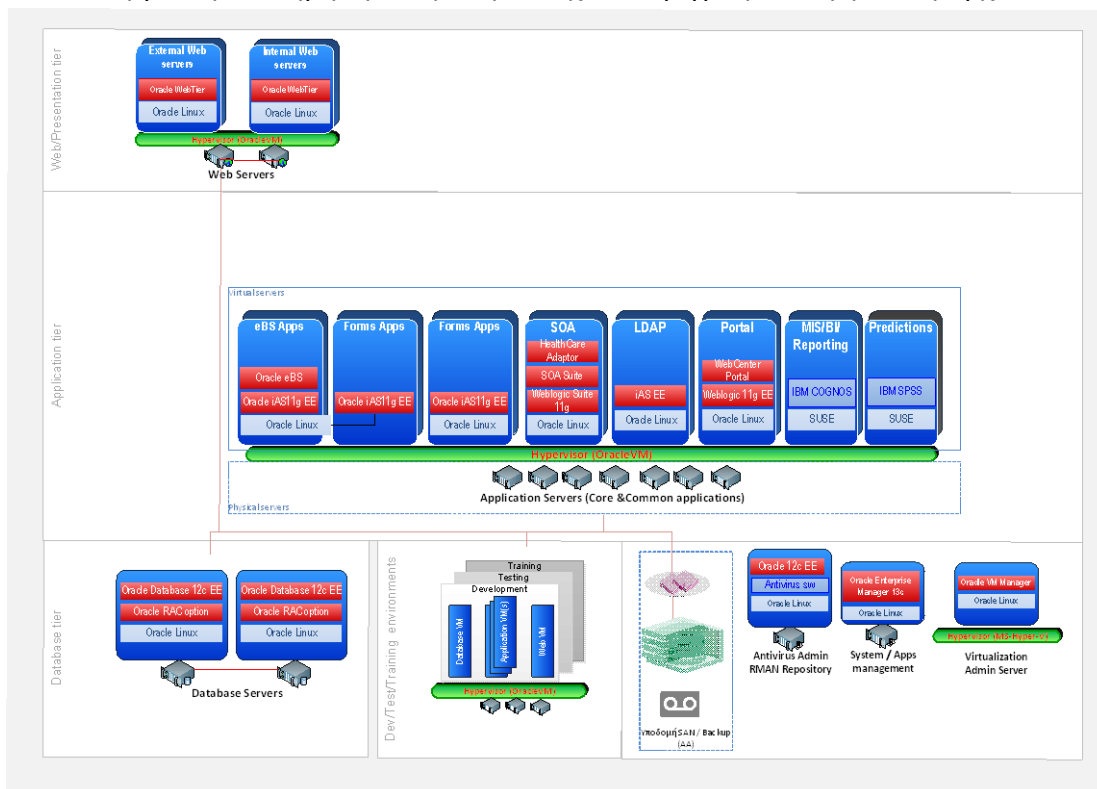 Web/Presentation tier
External Web
servers
Oracle WebTier
Oracle Linux
Internal Web
servers
Oracle WebTier
Oracle Linux
Hypervisor (OracleVM)
Web Servers
Application tier
Virtual servers
eBS Apps
Oracle eBS
Oracle iAS11g EE
Oracle Linux
Forms Apps
Oracle iAS11g EE
Forms Apps
Oracle iAS11g EE
Oracle Linux
SOA
HealthCare
Adaptor
SOA Suite
Weblogic Suite
11g
Oracle Linux
LDAP
iAS EE
Oracle Linux
Portal
WebCenter
Portal
Weblogic 11g EE
Oracle Linux
MIS/BI/
Reporting
IBM COGNOS
SUSE
Predictions
IBM SPSS
SUSE
Hypervisor (OracleVM)
Application Servers (Core &Common applications)
Physical servers
Database tier
Oracle Database 12c EE
Oracle RAC option
Oracle Linux
Oracle Database 12c EE
Oracle RAC option
Oracle Linux
Database Servers
Dev/Test/Training environments
Training
Testing
Development
Database VM
Application VM(s)
Web VM
Hypervisor (OracleVM)
Υποδομή SAN / Backup
(AA)
Oracle 12c EE
Antivirus sw
Oracle Linux
Antivirus Admin
RMAN Repository
Oracle Enterprise
Manager 13c
Oracle Linux
System / Apps
management
Oracle VM Manager
Hypervisor (MS-Hyper-V)
Virtualization
Admin Server